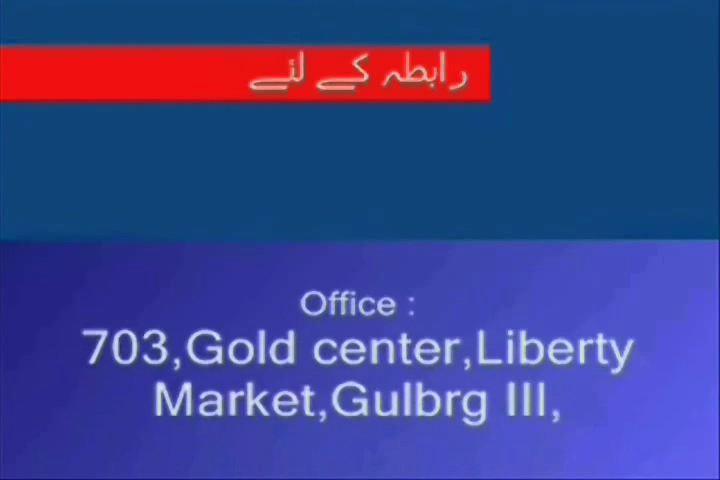 رابطہ کے لئے
Office :
703,Gold center,Liberty
Market,Gulbrg III,